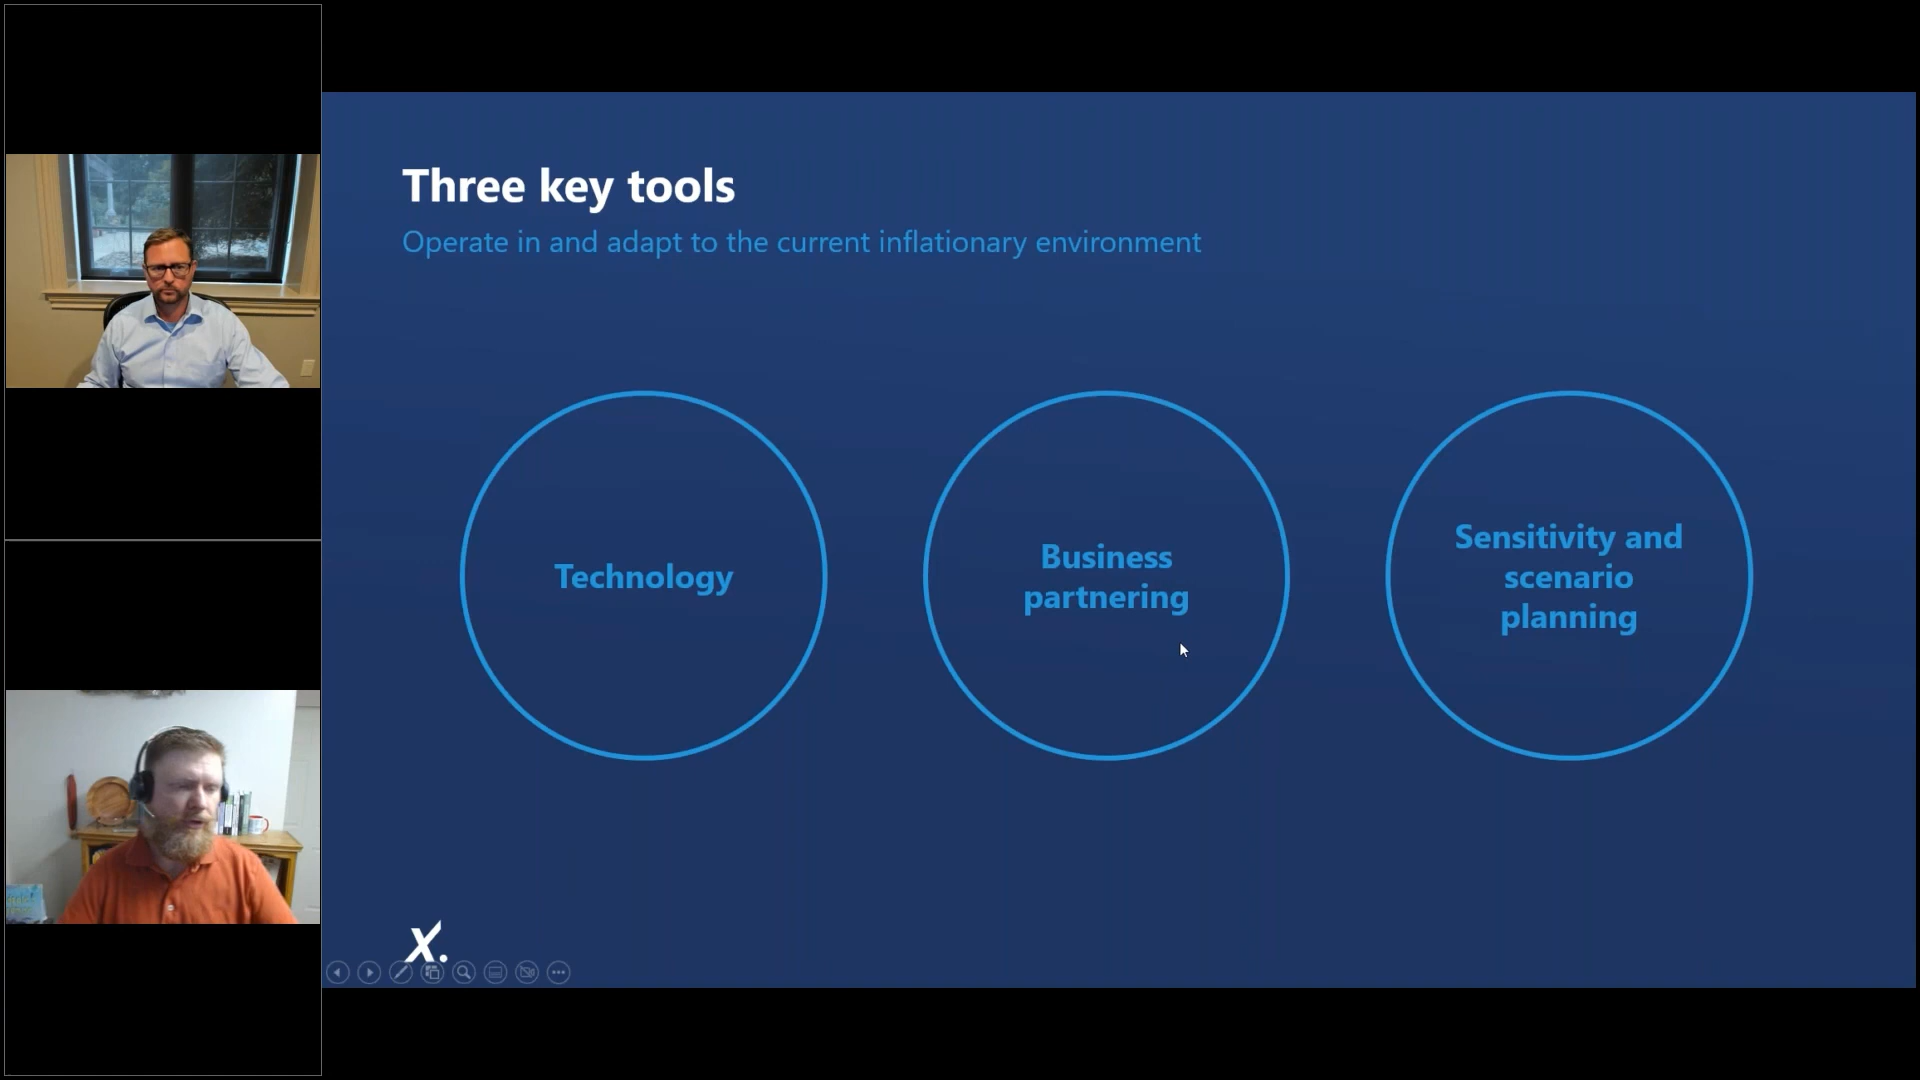 Three key tools
Operate in and adapt to the current inflationary environment
Technology
Business
partnering
Sensitivity and
scenario
planning
X.